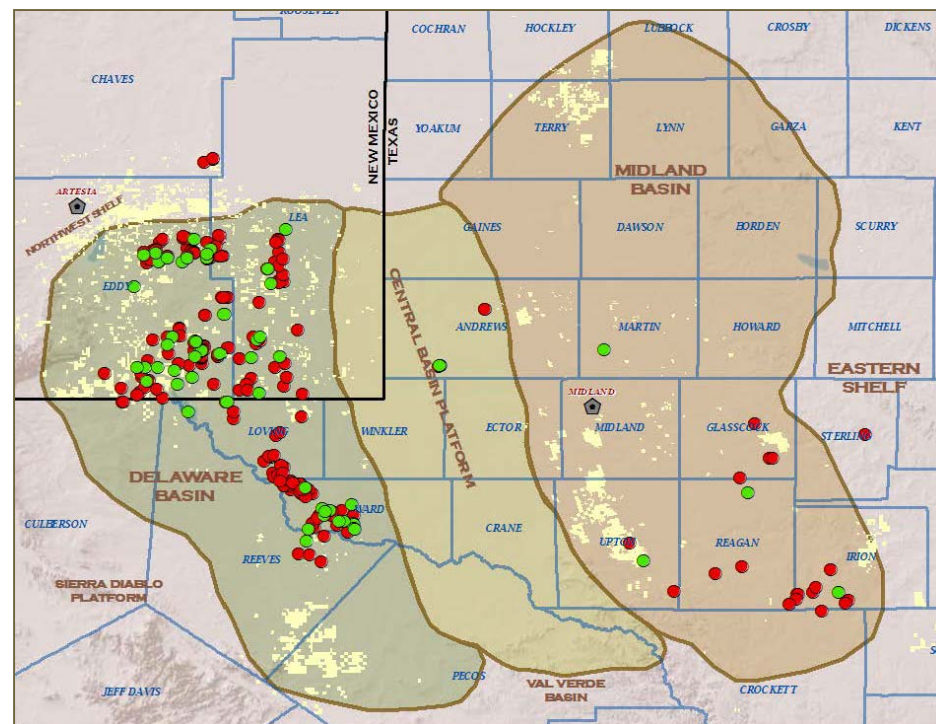 ROOSEVELT
COCHRAN
HOCKLEY
LUBBOCK
CROSBY
DICKENS
CHAVES
NEW MEXICO
TEXAS
YOAKUM
TERRY
LYNN
GARZA
KENT
MIDLAND
BASIN
ARTESIA
NORTHWEST SHELF
LEA
GAINES
DAWSON
BORDEN
SCURRY
EDDY
CENTRAL BASIN PLATFORM
ANDREWS
MARTIN
HOWARD
MITCHELL
EASTERN
SHELF
MIDLAND
LOVING
WINKLER
ECTOR
MIDLAND
GLASSCOCK
STERLING
DELAWARE
BASIN
CULBERSON
WARD
CRANE
UPTON
REAGAN
IRION
REEVES
SIERRA DIABLO
PLATFORM
PECOS
VAL VERDE
BASIN
JEFF DAVIS
CROCKETT